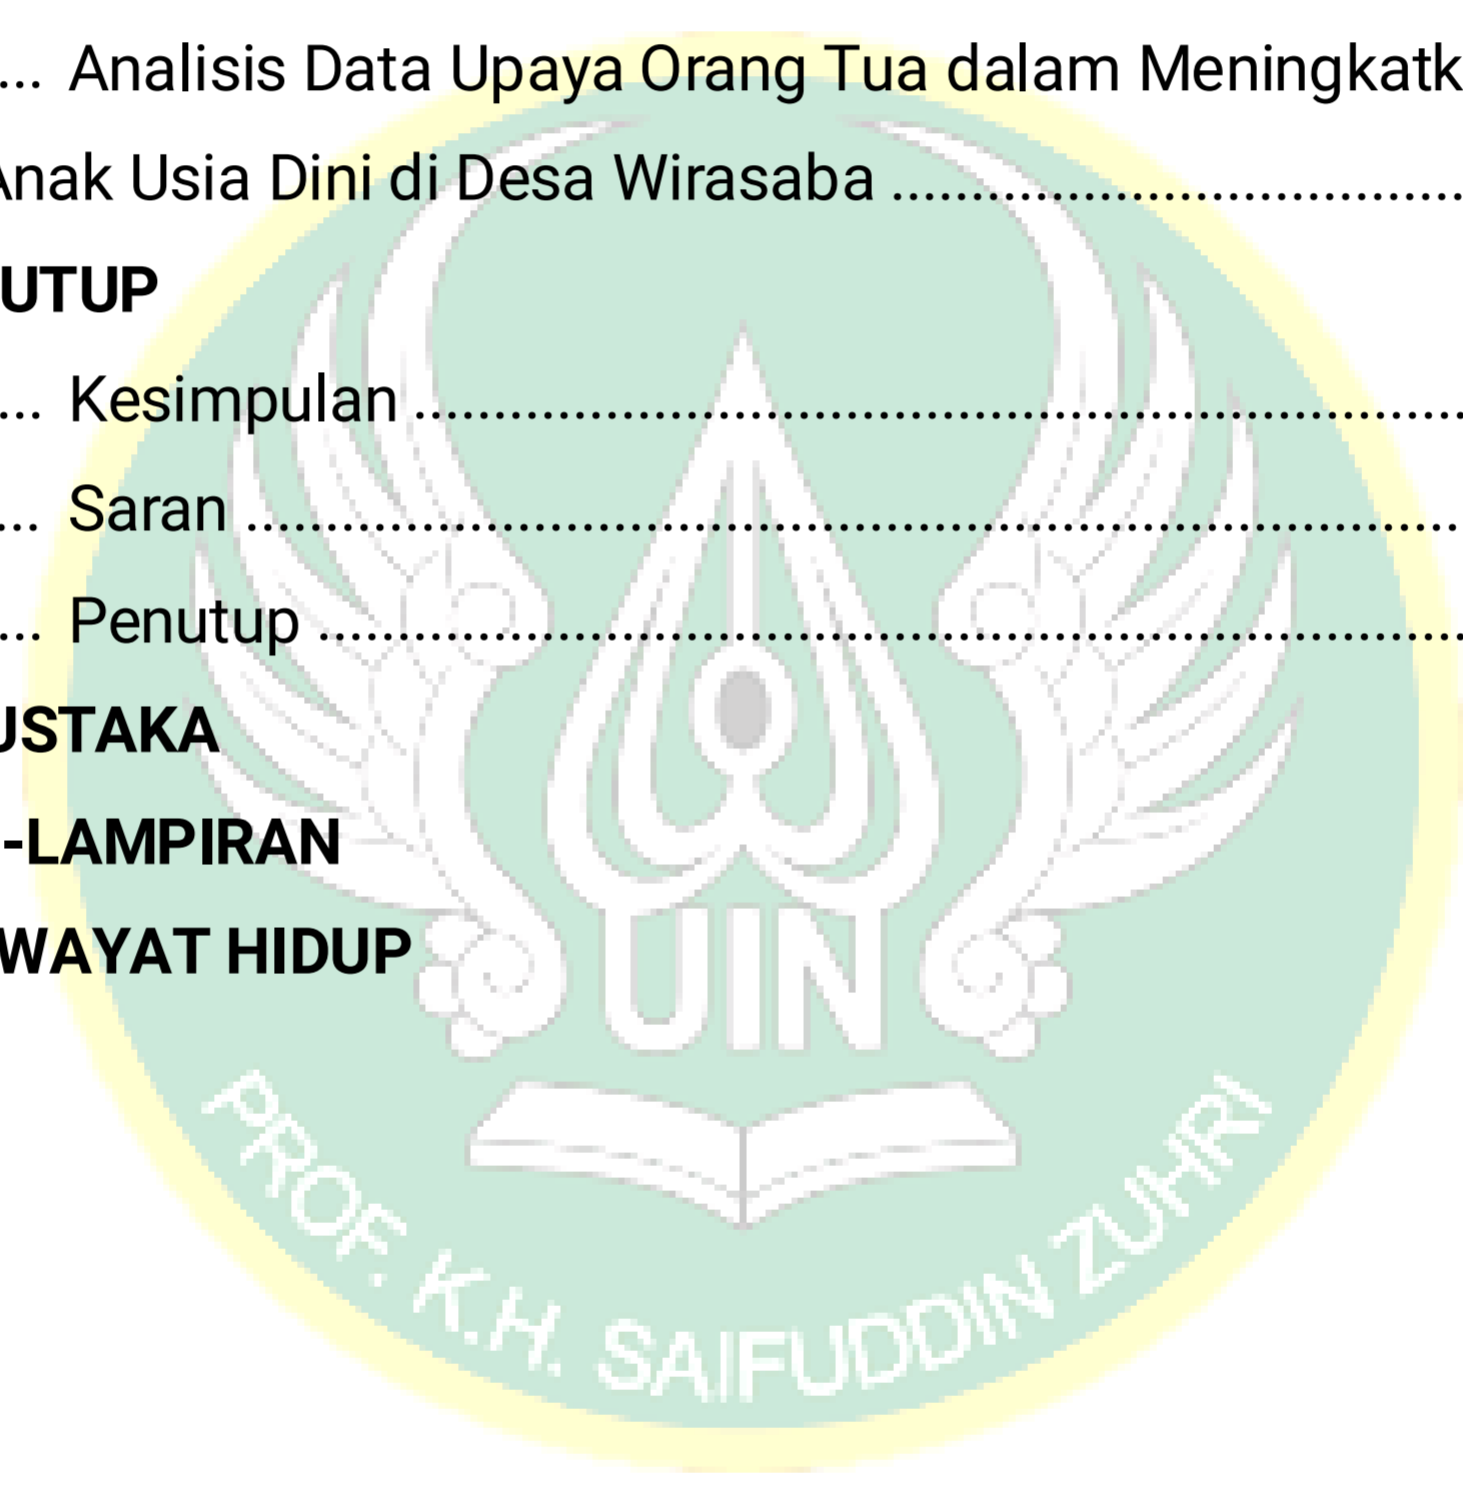 ... Analisis Data Upaya Orang Tua dalam Meningkatk
Anak Usia Dini di Desa Wirasaba ....................................
UTUP
... Kesimpulan ..................................................................
... Saran ............................................................................
... Penutup ........................................................................
USTAKA
-LAMPIRAN
WAYAT HIDUP
UIN
PROF. K.H. SAIFUDDIN ZUHRI